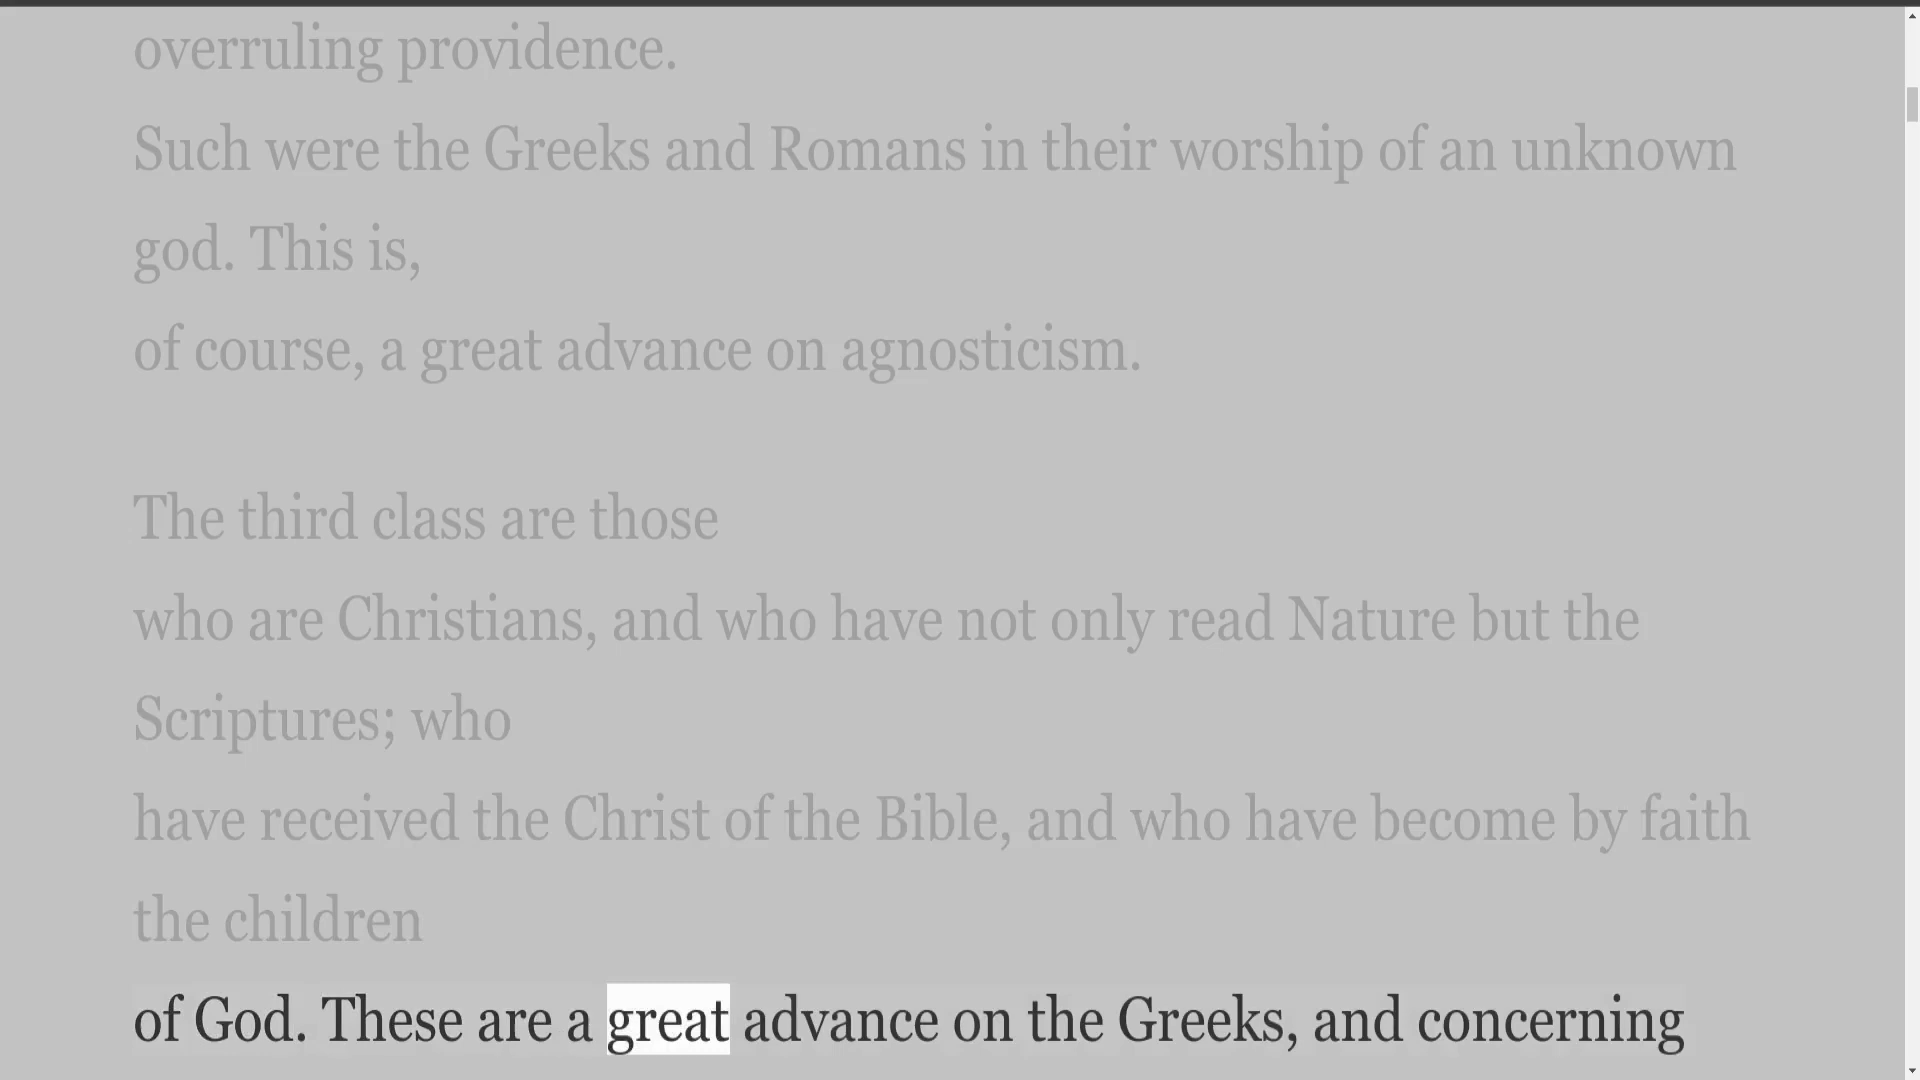 overruling providence.
Such were the Greeks and Romans in their worship of an unknown
god. This is,
of course, a great advance on agnosticism.
The third class are those
who are Christians, and who have not only read Nature but the
Scriptures; who
have received the Christ of the Bible, and who have become by faith
the children
of God. These are a great advance on the Greeks, and concerning